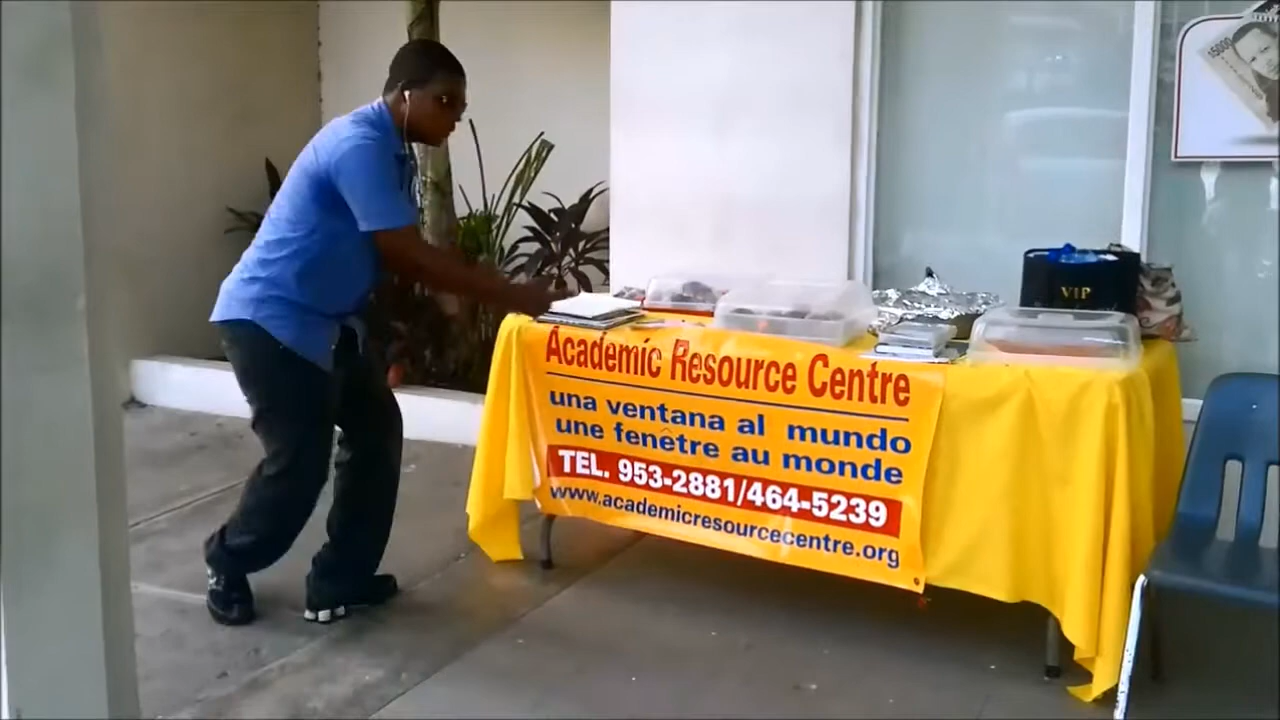 $5000
VIP
Academic Resource Centre
una ventana al mundo
une fenêtre au monde
TEL. 953-2881/464-5239
www.academicresourcecentre.org